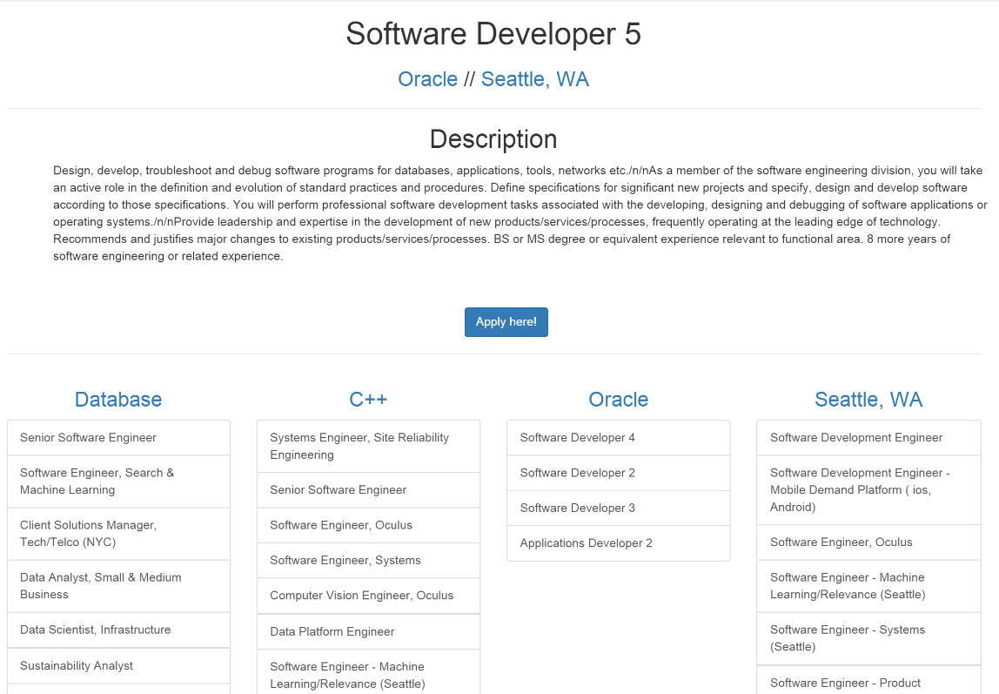 Software Developer 5
Oracle // Seattle, WA
Description
Design, develop, troubleshoot and debug software programs for databases, applications, tools, networks etc./n/nAs a member of the software engineering division, you will take
an active role in the definition and evolution of standard practices and procedures. Define specifications for significant new projects and specify, design and develop software
according to those specifications. You will perform professional software development tasks associated with the developing, designing and debugging of software applications or
operating systems./n/nProvide leadership and expertise in the development of new products/services/processes, frequently operating at the leading edge of technology.
Recommends and justifies major changes to existing products/services/processes. BS or MS degree or equivalent experience relevant to functional area. 8 more years of
software engineering or related experience.
Apply here!
Database
Senior Software Engineer
Software Engineer, Search &
Machine Learning
Client Solutions Manager,
Tech/Telco (NYC)
Data Analyst, Small & Medium
Business
Data Scientist, Infrastructure
Sustainability Analyst
C++
Systems Engineer, Site Reliability
Engineering
Senior Software Engineer
Software Engineer, Oculus
Software Engineer, Systems
Computer Vision Engineer, Oculus
Data Platform Engineer
Software Engineer - Machine
Learning/Relevance (Seattle)
Oracle
Software Developer 4
Software Developer 2
Software Developer 3
Applications Developer 2
Seattle, WA
Software Development Engineer
Software Development Engineer -
Mobile Demand Platform ( ios,
Android)
Software Engineer, Oculus
Software Engineer - Machine
Learning/Relevance (Seattle)
Software Engineer - Systems
(Seattle)
Software Engineer - Product